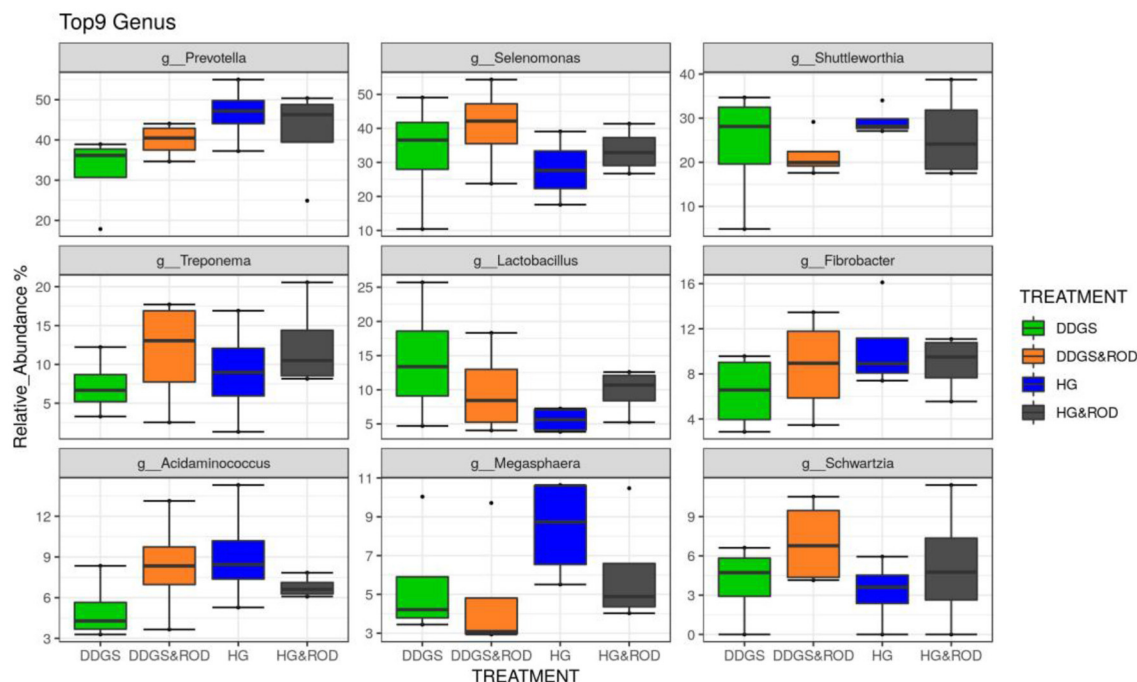 Top9 Genus
g__Prevotella
g__Selenomonas
g__Shuttleworthia
50
40
30
20
50
40
30
20
10
40
30
20
10
g__Treponema
g__Lactobacillus
g__Fibrobacter
20
15
10
5
25
20
15
10
5
16
12
8
4
g__Acidaminococcus
g__Megasphaera
g__Schwartzia
12
9
6
3
11
9
7
5
3
9
6
3
0
DDGS DDGS&ROD HG HG&ROD
DDGS DDGS&ROD HG HG&ROD
DDGS DDGS&ROD HG HG&ROD
Relative_Abundance %
TREATMENT
TREATMENT
DDGS
DDGS&ROD
HG
HG&ROD